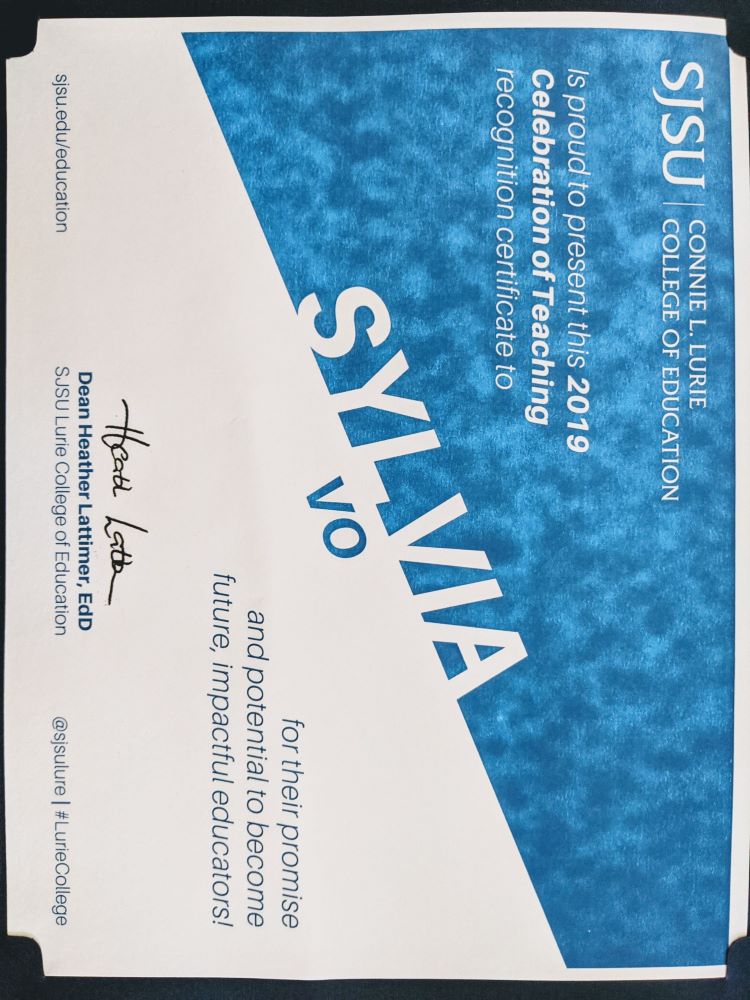 SJSU | CONNIE L. LURIE
COLLEGE OF EDUCATION
Is proud to present this 2019
Celebration of Teaching
recognition certificate to
SYLVIA
VO
for their promise
and potential to become
future, impactful educators!
Heath Latt
Dean Heather Lattimer, EdD
SJSU Lurie College of Education
sjsu.edu/education
@sjsulure | #LurieCollege